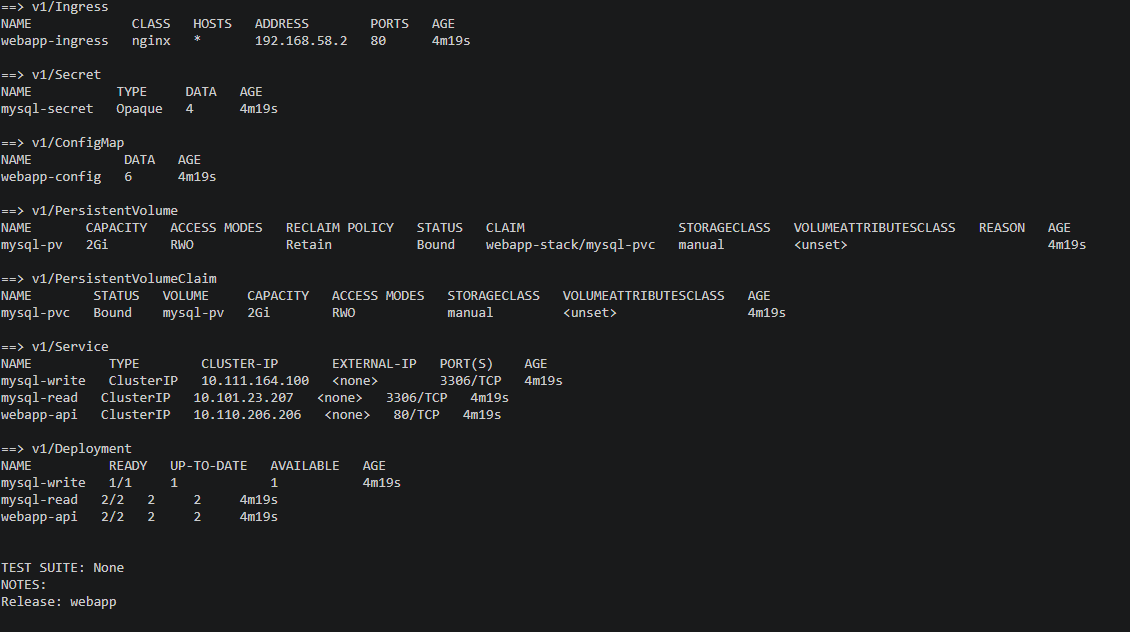 ==> v1/Ingress
NAME             CLASS   HOSTS   ADDRESS        PORTS   AGE
webapp-ingress   nginx   *       192.168.58.2   80      4m19s
==> v1/Secret
NAME           TYPE     DATA   AGE
mysql-secret   Opaque   4      4m19s
==> v1/ConfigMap
NAME            DATA   AGE
webapp-config   6      4m19s
==> v1/PersistentVolume
NAME       CAPACITY   ACCESS MODES   RECLAIM POLICY   STATUS   CLAIM                    STORAGECLASS   VOLUMEATTRIBUTESCLASS   REASON   AGE
mysql-pv   2Gi        RWO            Retain           Bound    webapp-stack/mysql-pvc   manual         <unset>                          4m19s
==> v1/PersistentVolumeClaim
NAME        STATUS   VOLUME     CAPACITY   ACCESS MODES   STORAGECLASS   VOLUMEATTRIBUTESCLASS   AGE
mysql-pvc   Bound    mysql-pv   2Gi        RWO            manual         <unset>                 4m19s
==> v1/Service
NAME          TYPE        CLUSTER-IP       EXTERNAL-IP   PORT(S)    AGE
mysql-write   ClusterIP   10.111.164.100   <none>        3306/TCP   4m19s
mysql-read   ClusterIP   10.101.23.207   <none>   3306/TCP   4m19s
webapp-api   ClusterIP   10.110.206.206   <none>   80/TCP   4m19s
==> v1/Deployment
NAME          READY   UP-TO-DATE   AVAILABLE   AGE
mysql-write   1/1     1            1           4m19s
mysql-read   2/2   2     2     4m19s
webapp-api   2/2   2     2     4m19s
TEST SUITE: None
NOTES:
Release: webapp